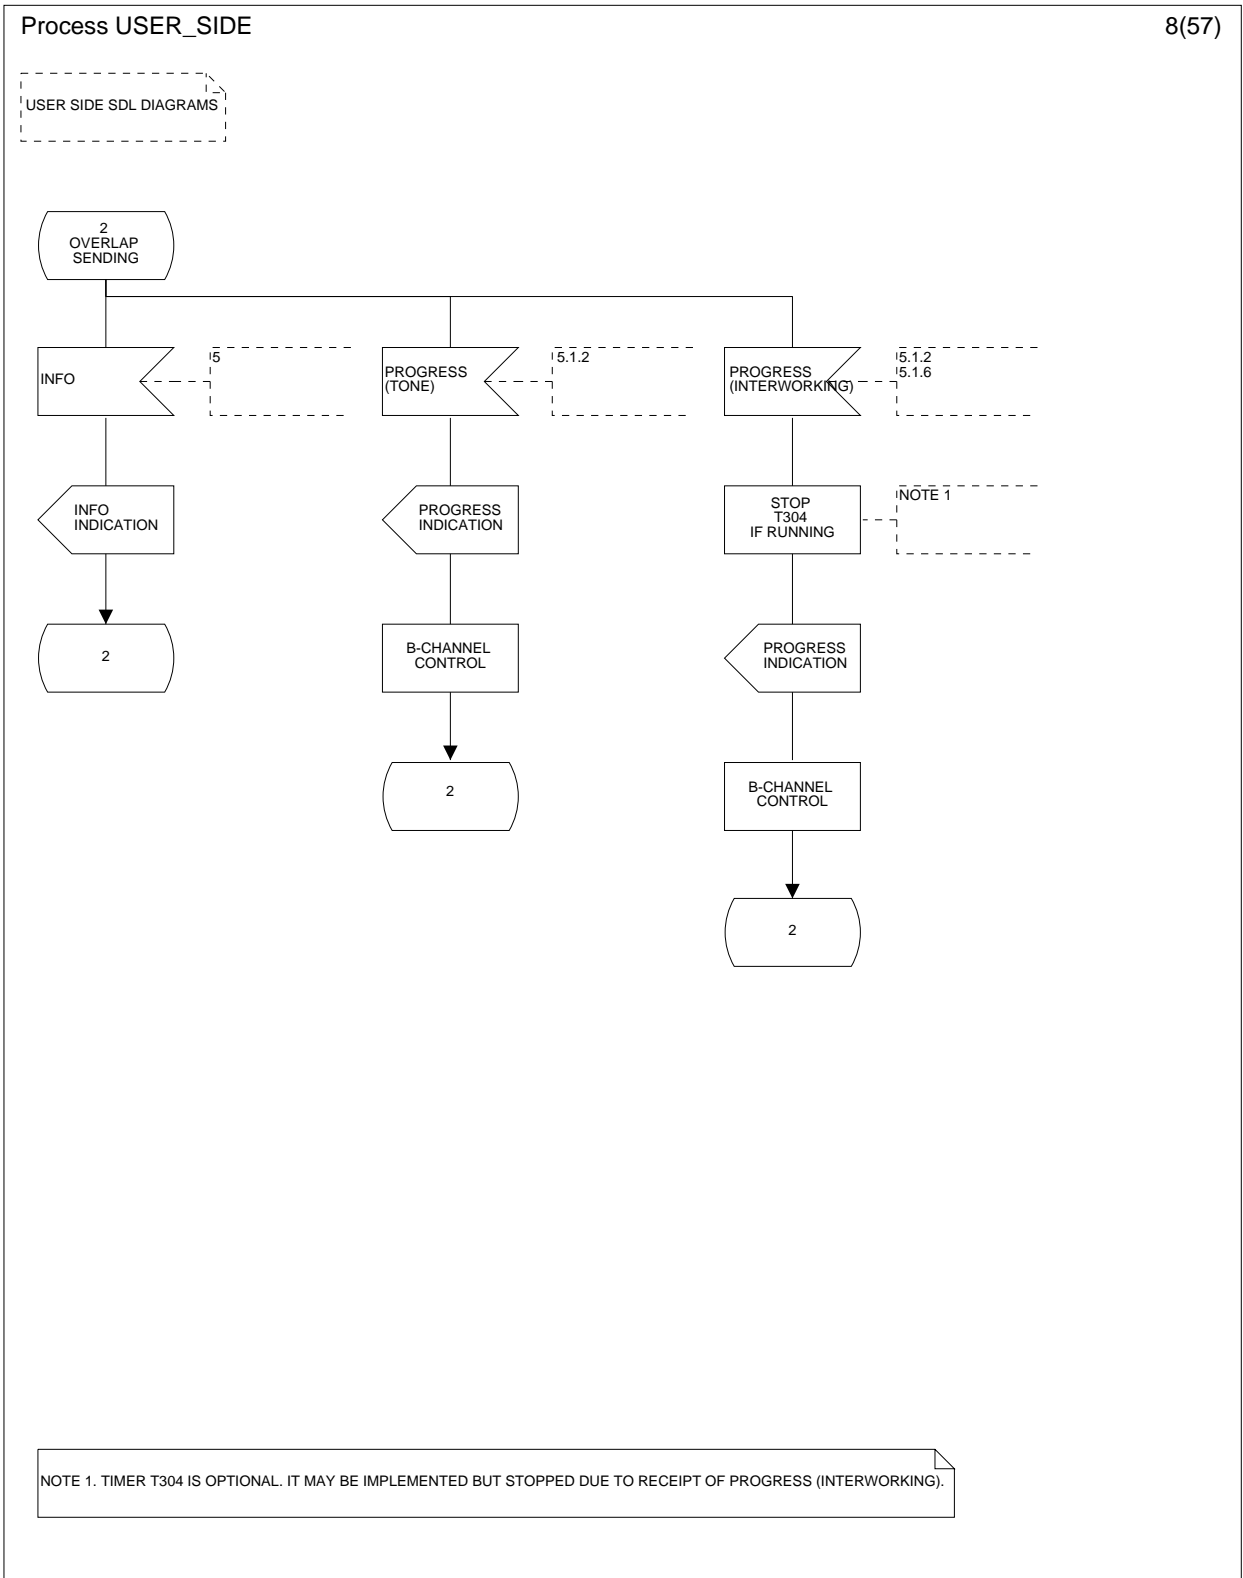 Process USER_SIDE
8(57)
USER SIDE SDL DIAGRAMS
2
OVERLAP
SENDING
INFO
5
PROGRESS
(TONE)
5.1.2
PROGRESS
(INTERWORKING)
5.1.2
5.1.6
INFO
INDICATION
PROGRESS
INDICATION
STOP
T304
IF RUNNING
NOTE 1
2
B-CHANNEL
CONTROL
PROGRESS
INDICATION
2
B-CHANNEL
CONTROL
2
NOTE 1. TIMER T304 IS OPTIONAL. IT MAY BE IMPLEMENTED BUT STOPPED DUE TO RECEIPT OF PROGRESS (INTERWORKING).